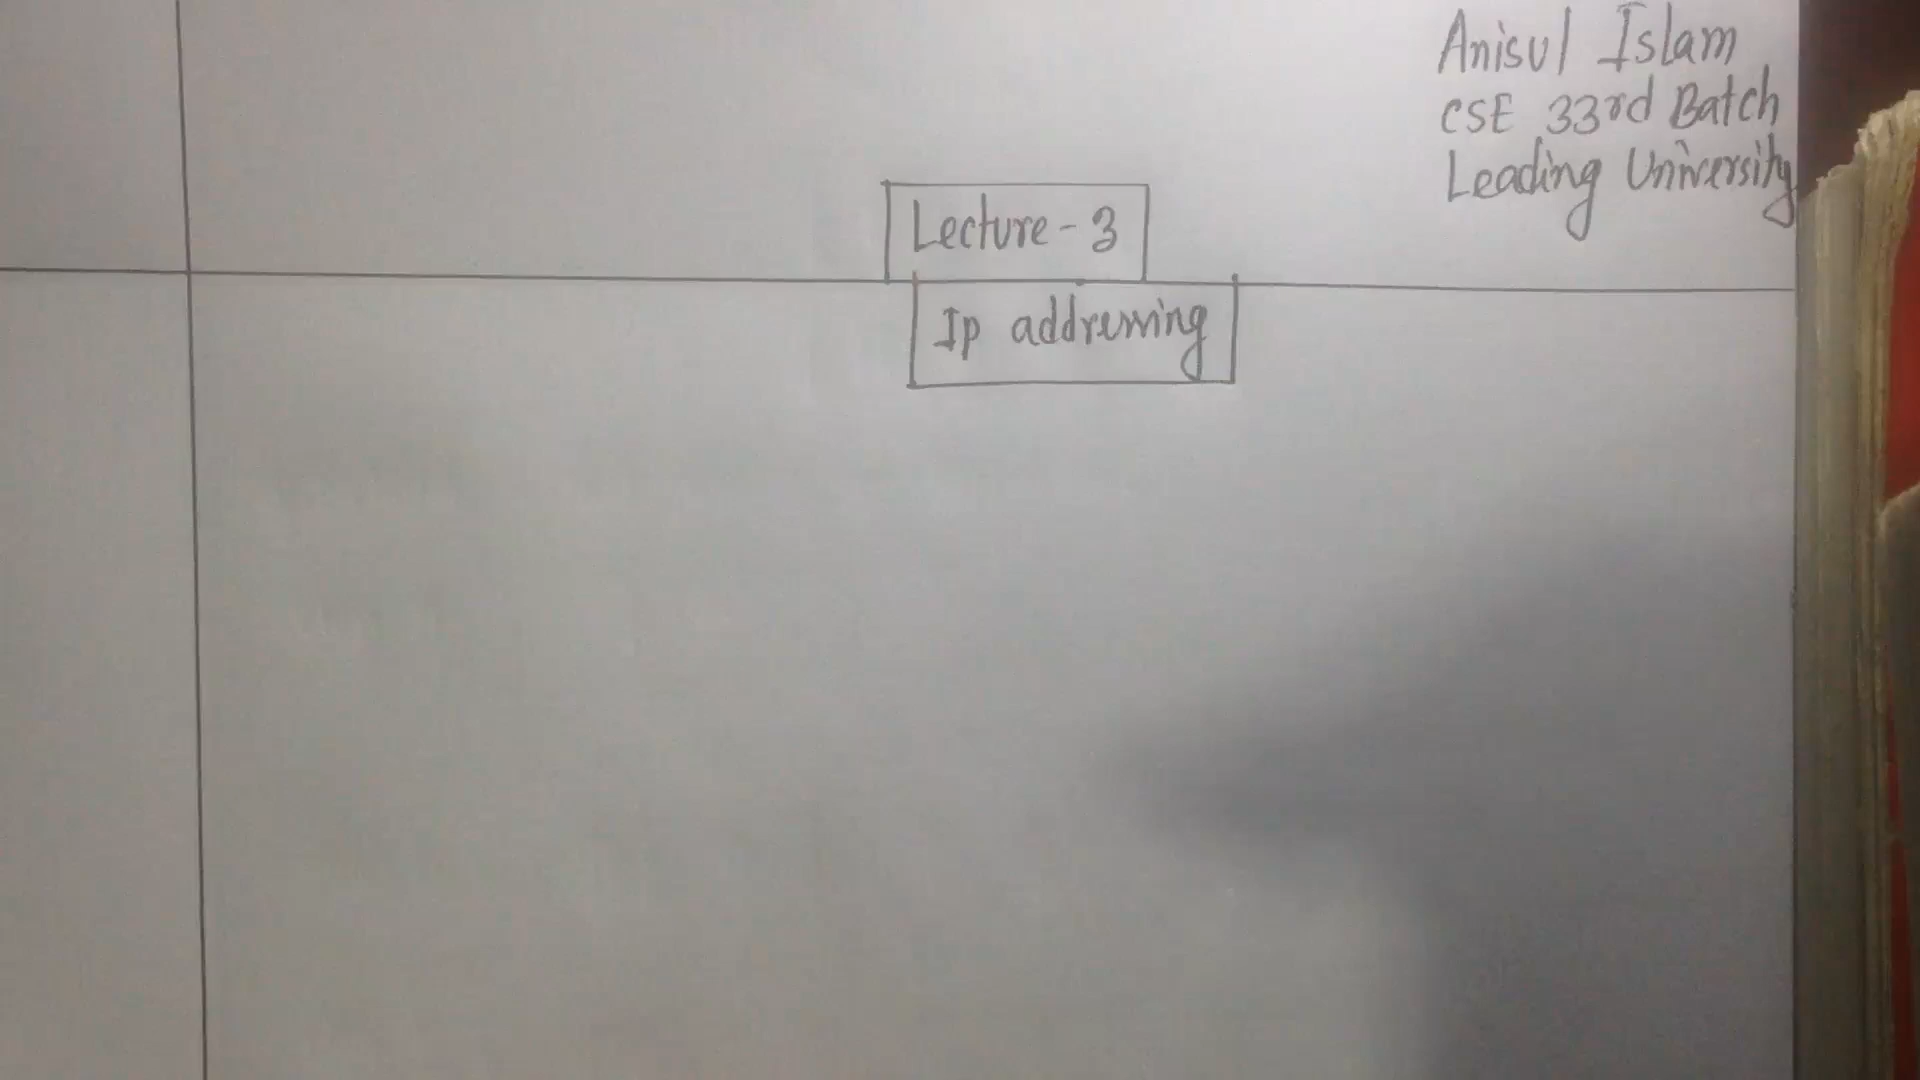 Anisul Islam
CSE 33rd Batch
Leading University
Lecture - 3
Ip addressing